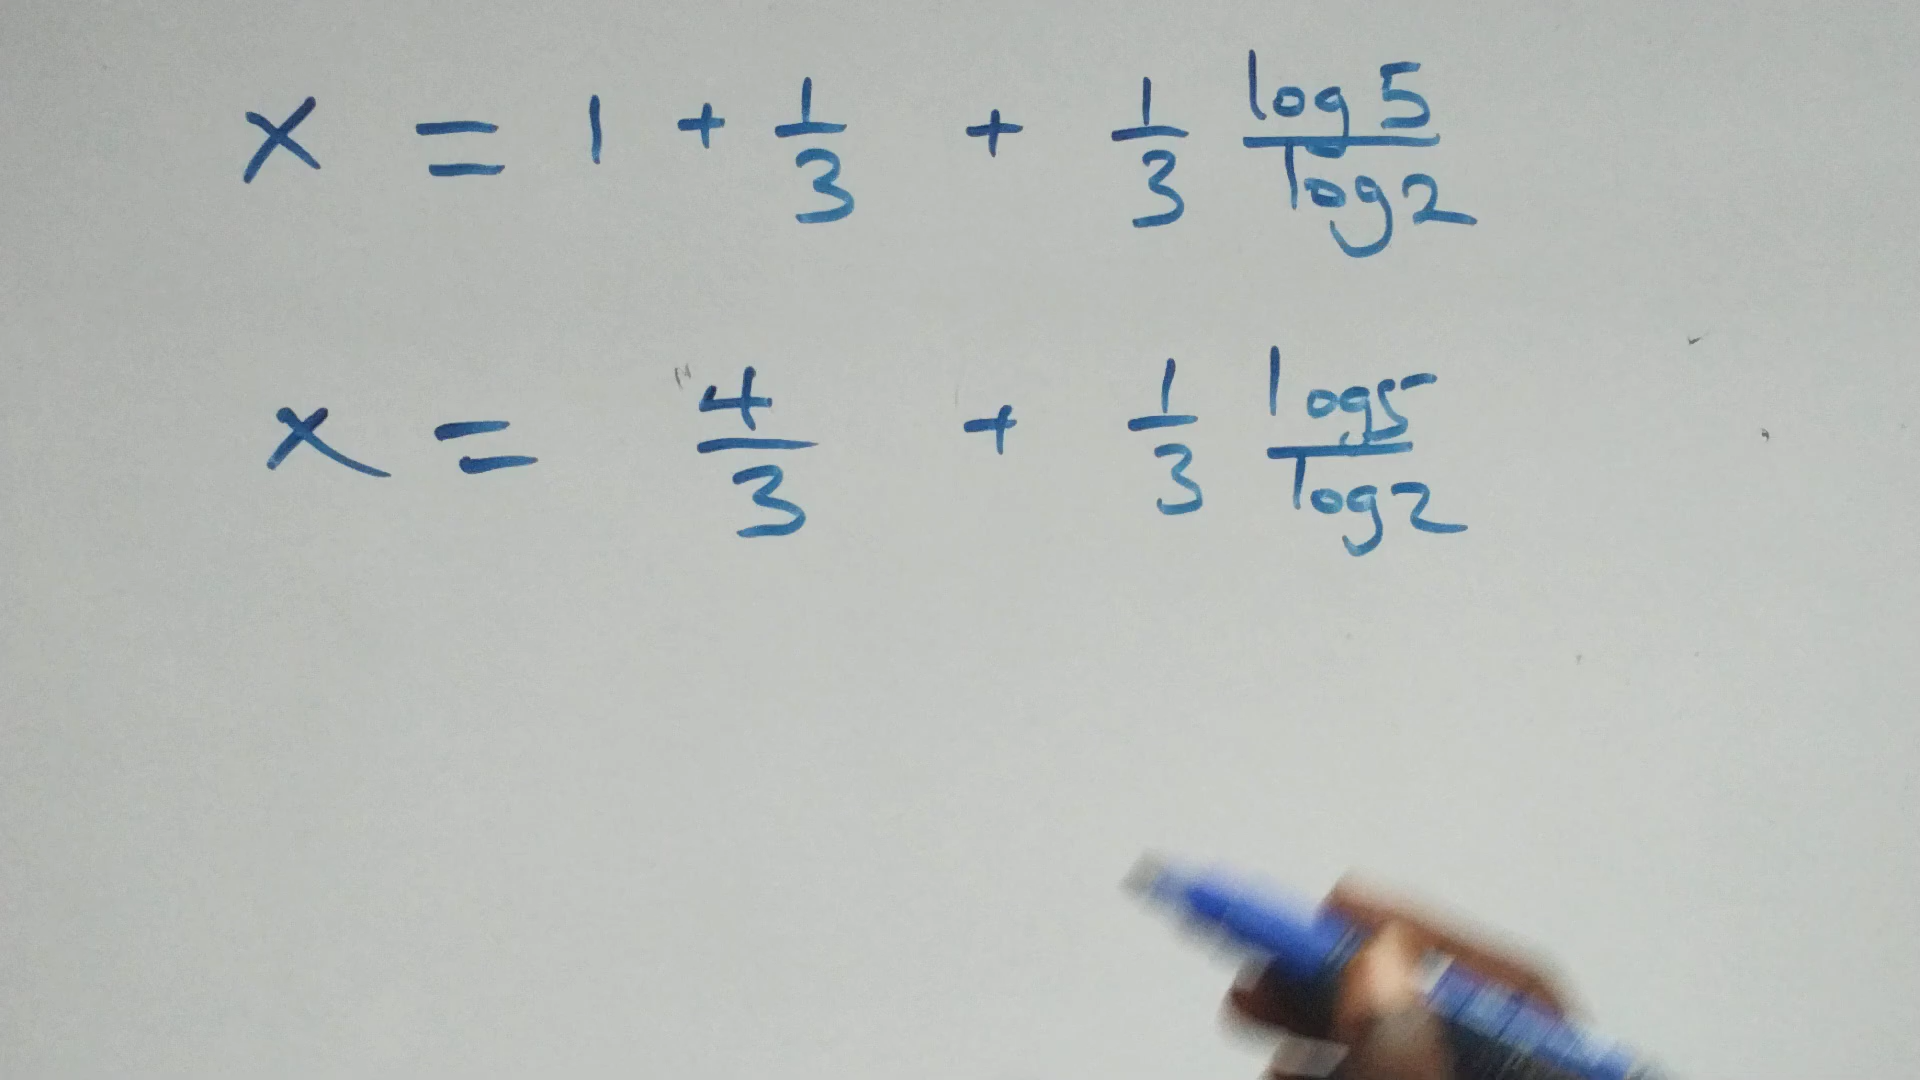 x = 1 + 1/3 + 1/3 log 5/log 2
x = 4/3 + 1/3 log 5/log 2